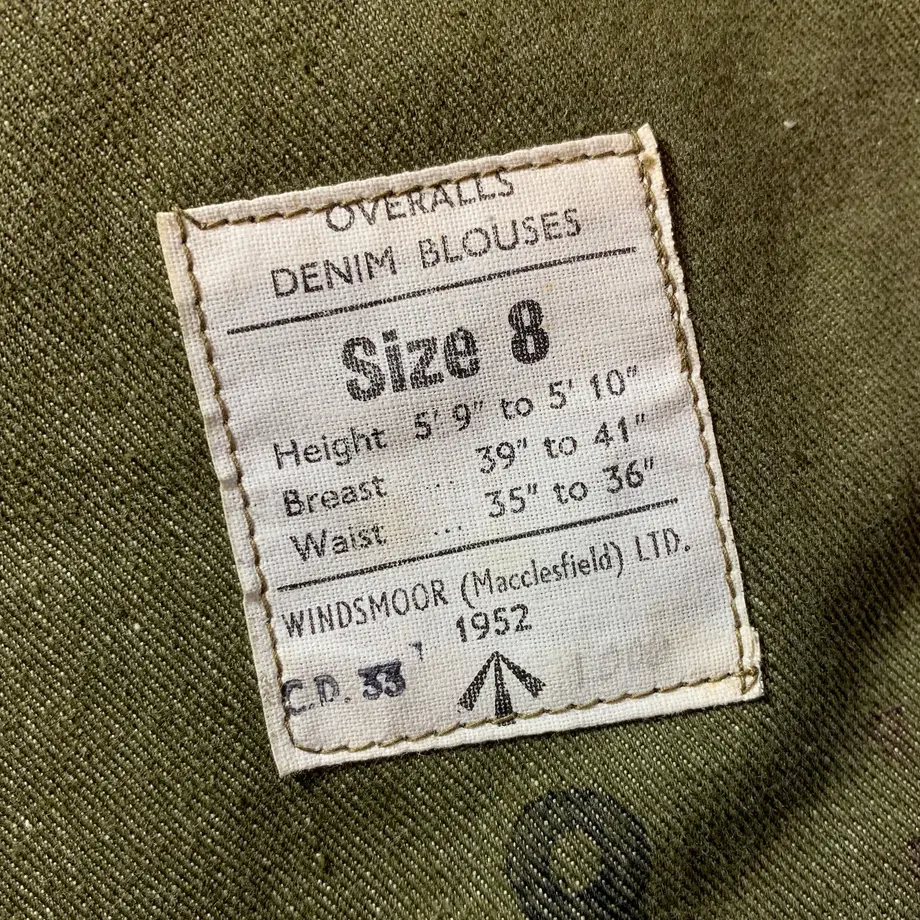 OVERALLS
DENIM BLOUSES
Size 8
Height 5' 9" to 5' 10"
Breast ... 39" to 41"
Waist ... 35" to 36"
WINDSMOOR (Macclesfield) LTD.
1952
C.D. 33